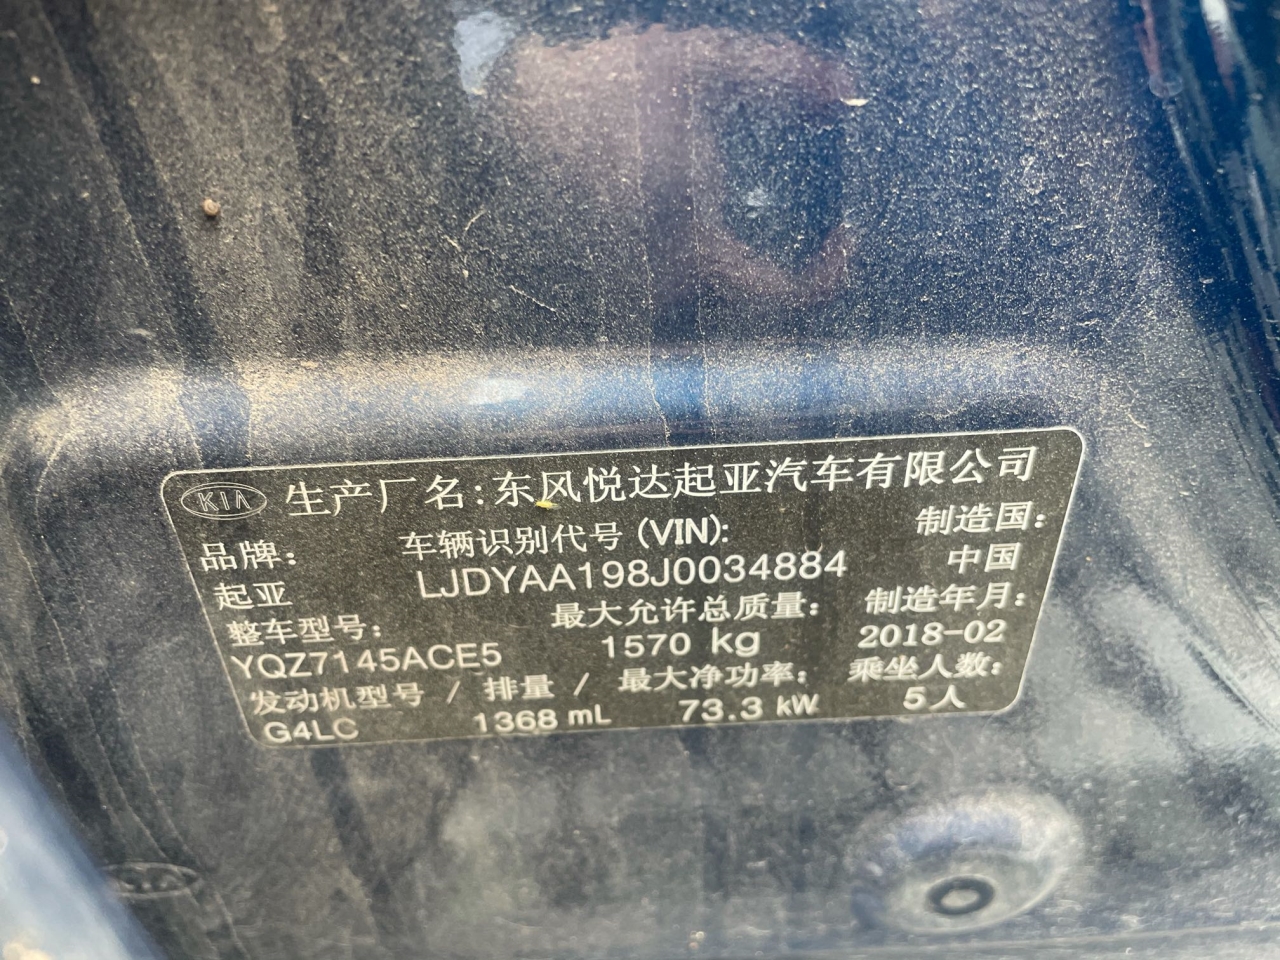 KIA 生产厂名:东风悦达起亚汽车有限公司
品牌: 车辆识别代号(VIN): 制造国:
起亚 LJDYAA198J0034884 中国
整车型号: 最大允许总质量: 制造年月:
YQZ7145ACE5 1570 kg 2018-02
发动机型号 / 排量 / 最大净功率: 乘坐人数:
G4LC 1368 mL 73.3 kW 5人